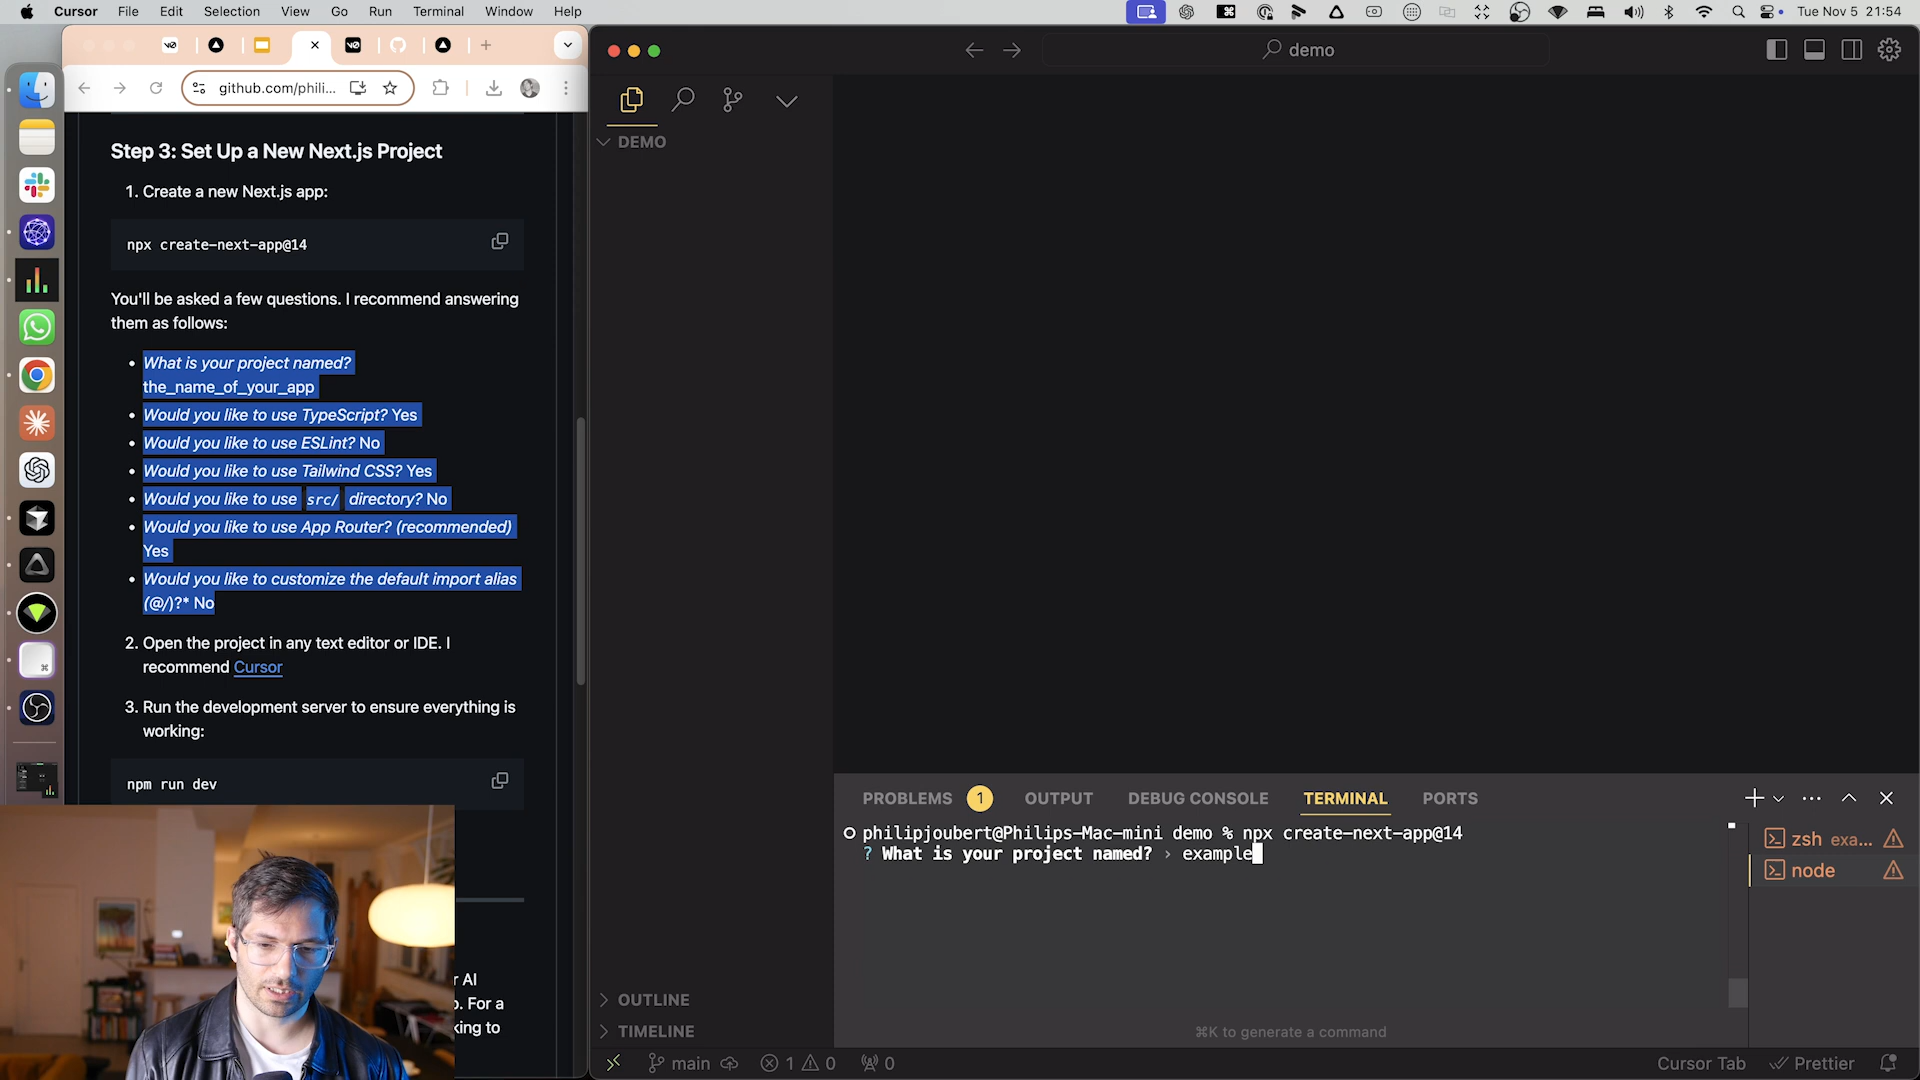 Cursor File Edit Selection View Go Run Terminal Window Help
Tue Nov 5 21:54
github.com/phili...
demo
Step 3: Set Up a New Next.js Project
1. Create a new Next.js app:
npx create-next-app@14
You'll be asked a few questions. I recommend answering
them as follows:
• What is your project named?
the_name_of_your_app
• Would you like to use TypeScript? Yes
• Would you like to use ESLint? No
• Would you like to use Tailwind CSS? Yes
• Would you like to use src/ directory? No
• Would you like to use App Router? (recommended)
Yes
• Would you like to customize the default import alias
(@/)?* No
2. Open the project in any text editor or IDE. I
recommend Cursor
3. Run the development server to ensure everything is
working:
npm run dev
r AI
o. For a
king to
DEMO
OUTLINE
TIMELINE
PROBLEMS 1 OUTPUT DEBUG CONSOLE TERMINAL PORTS
philipjoubert@Philips-Mac-mini demo % npx create-next-app@14
? What is your project named? › example
zsh exa...
node
⌘K to generate a command
main 1 0 0
Cursor Tab Prettier